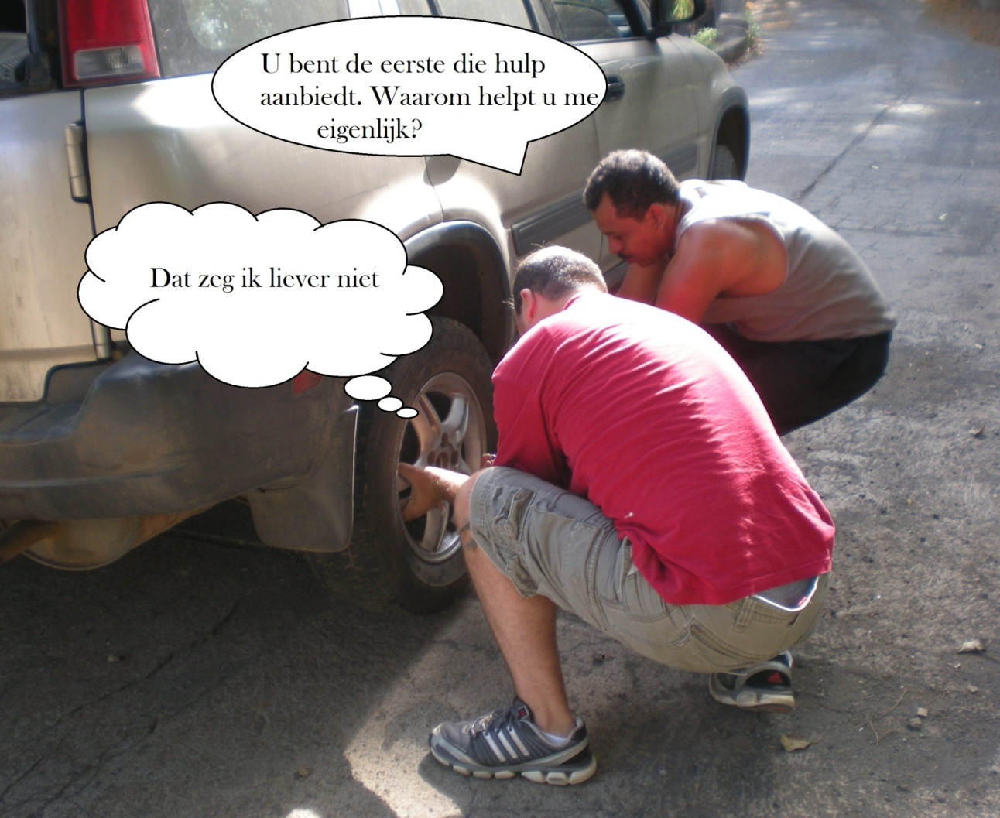 U bent de eerste die hulp
aanbiedt. Waarom helpt u me
eigenlijk?
Dat zeg ik liever niet